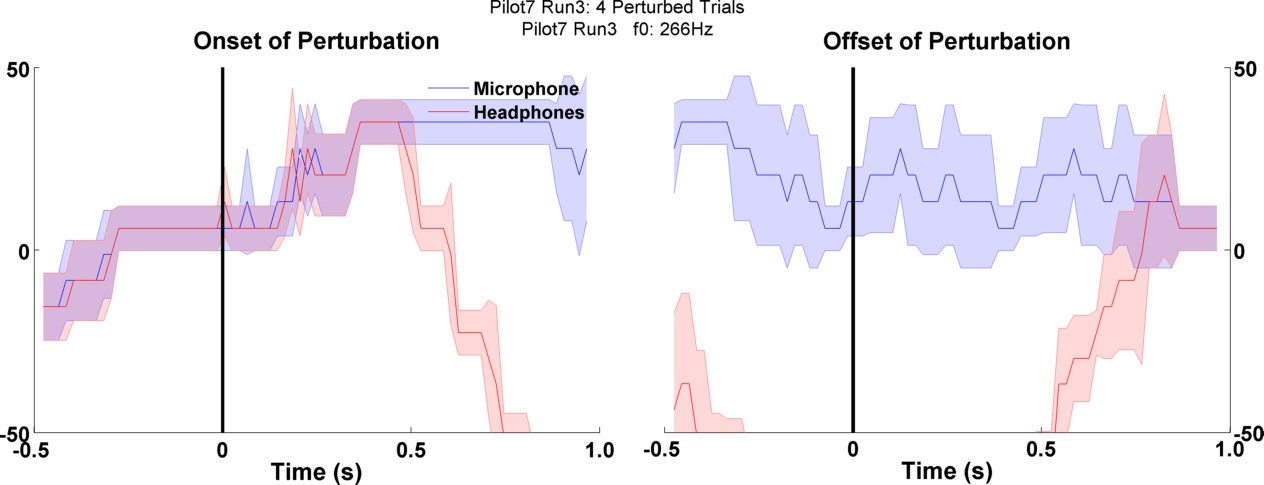 Pilot7 Run3: 4 Perturbed Trials
Pilot7 Run3 f0: 266Hz
Onset of Perturbation
50
0
-50
-0.5 0 0.5 1.0
Time (s)
Microphone
Headphones
Offset of Perturbation
50
0
-50
-0.5 0 0.5 1.0
Time (s)